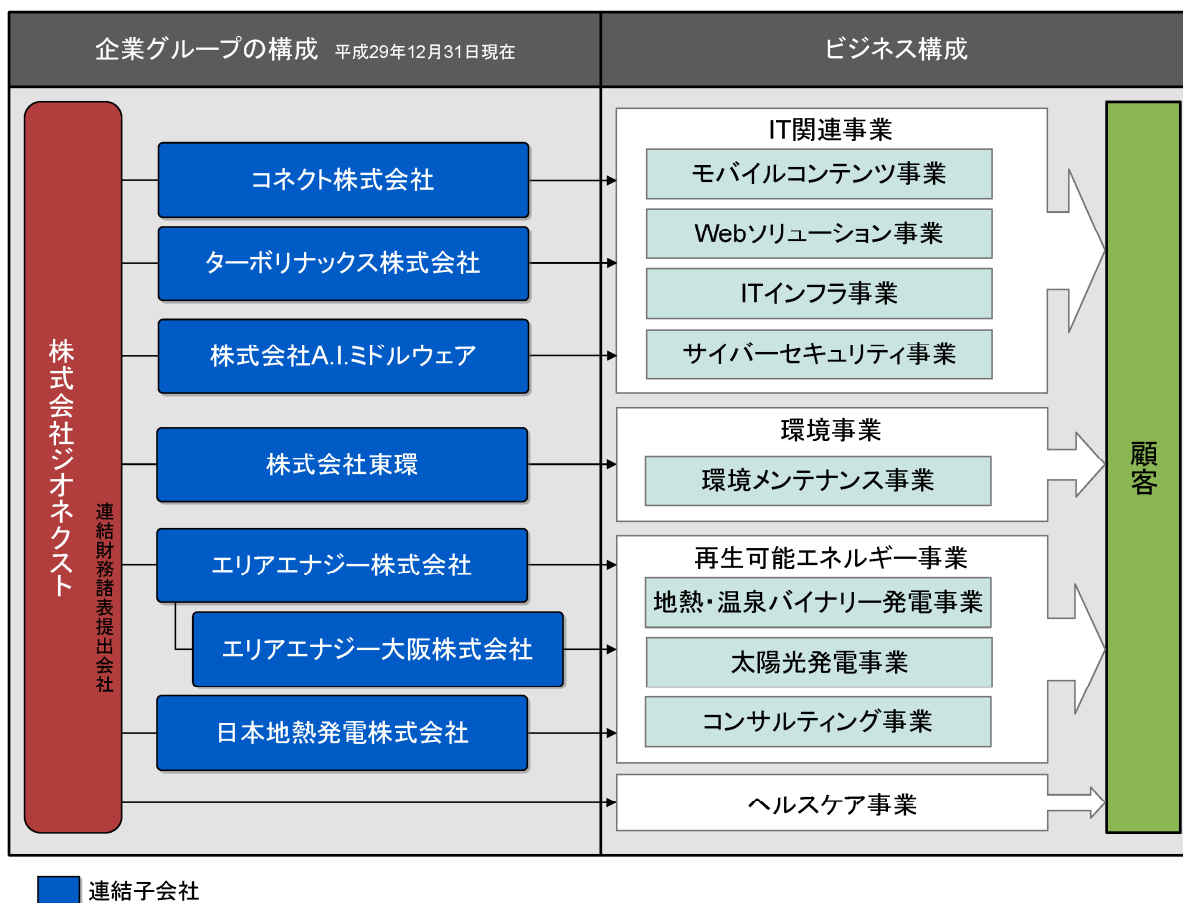 企業グループの構成 平成29年12月31日現在
ビジネス構成
株式会社ジオネクスト
連結財務諸表提出会社
コネクト株式会社
ターボリナックス株式会社
株式会社A.I.ミドルウェア
株式会社東環
エリアエナジー株式会社
エリアエナジー大阪株式会社
日本地熱発電株式会社
IT関連事業
モバイルコンテンツ事業
Webソリューション事業
ITインフラ事業
サイバーセキュリティ事業
環境事業
環境メンテナンス事業
再生可能エネルギー事業
地熱・温泉バイナリー発電事業
太陽光発電事業
コンサルティング事業
ヘルスケア事業
顧客
連結子会社